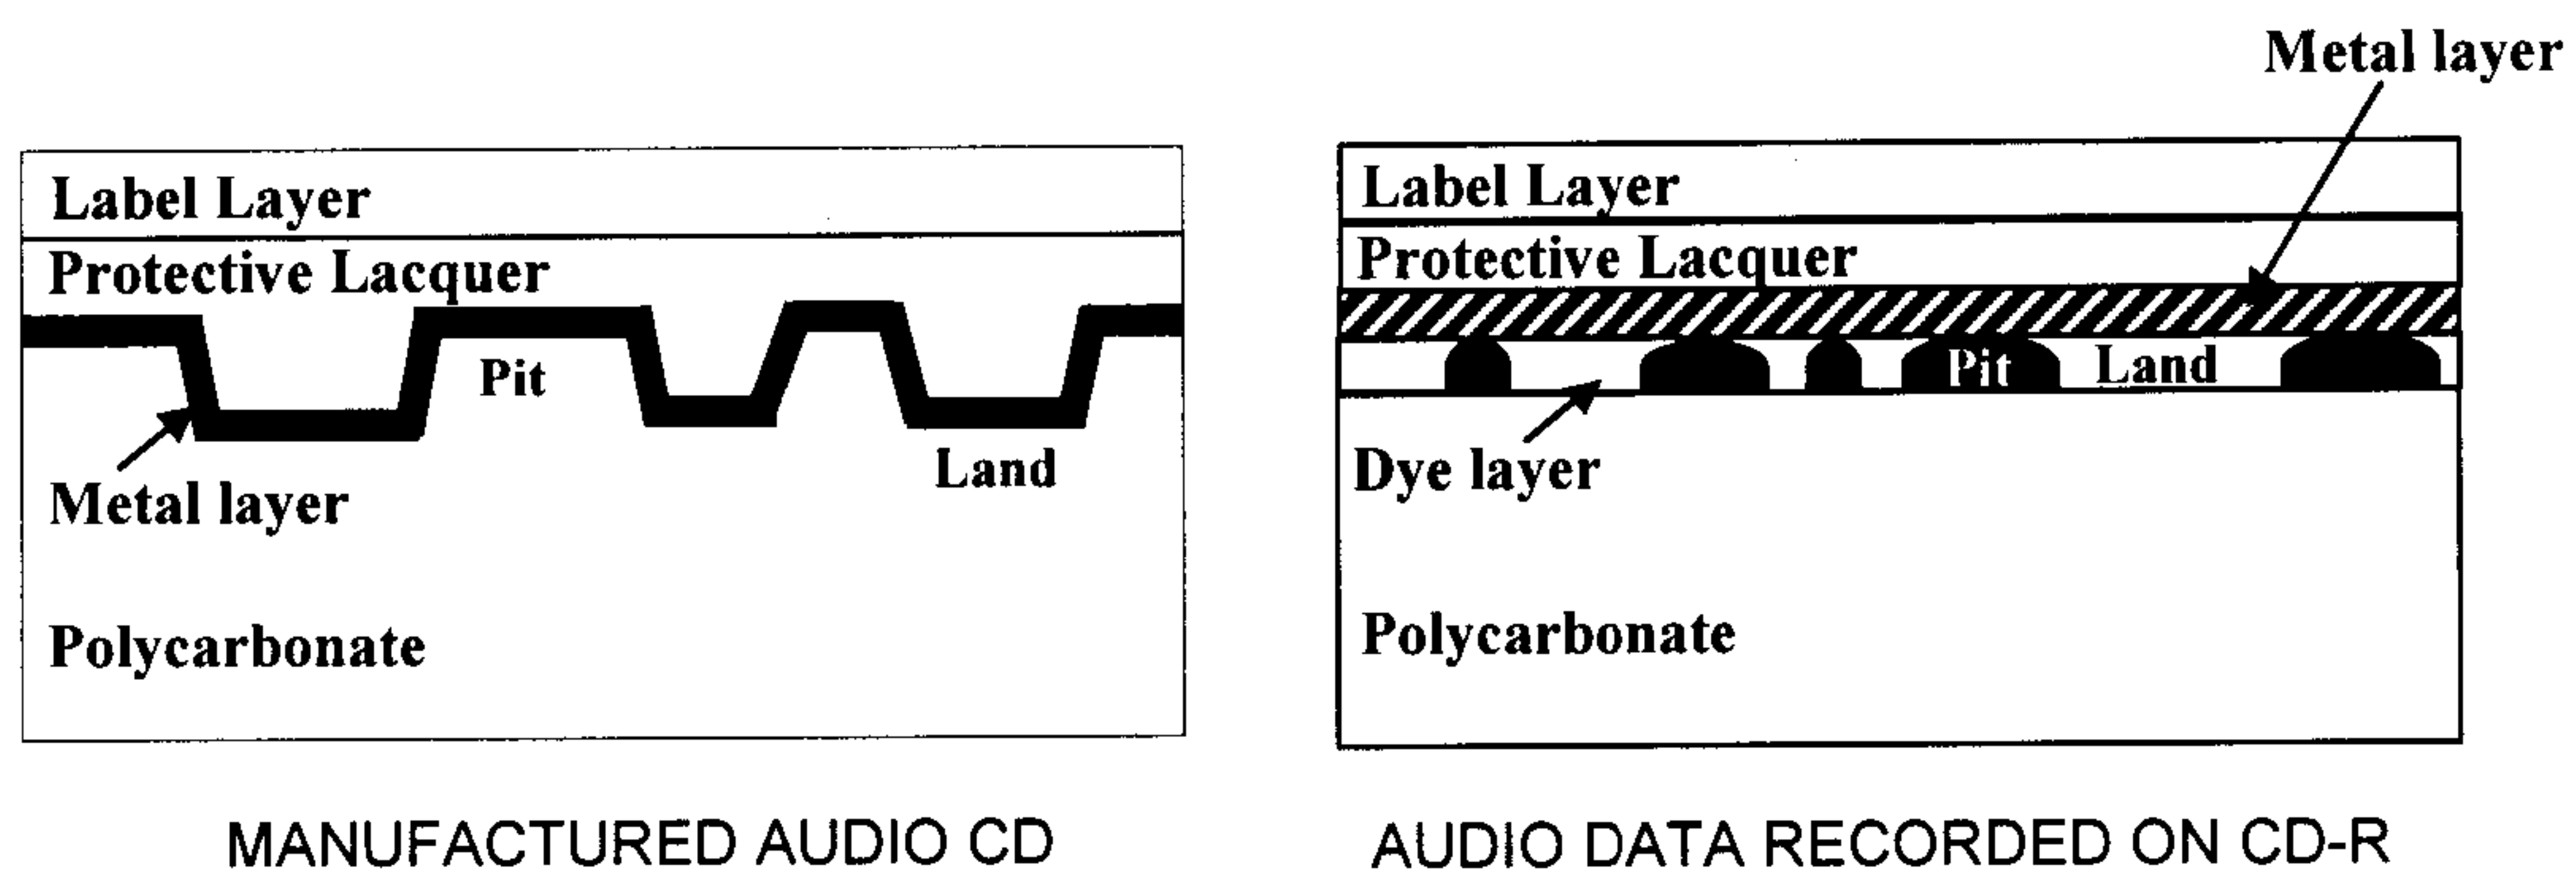 Label Layer
Protective Lacquer
Pit
Land
Metal layer
Polycarbonate
MANUFACTURED AUDIO CD
Metal layer
Label Layer
Protective Lacquer
Pit Land
Dye layer
Polycarbonate
AUDIO DATA RECORDED ON CD-R